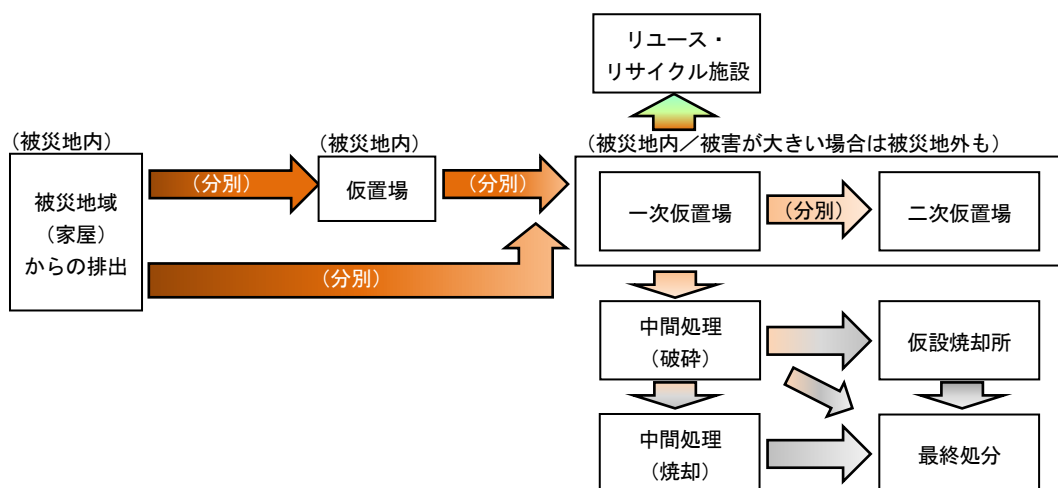 リユース・
リサイクル施設
（被災地内）
（被災地内）
（被災地内／被害が大きい場合は被災地外も）
被災地域
（家屋）
からの排出
（分別）
仮置場
（分別）
一次仮置場
（分別）
二次仮置場
（分別）
中間処理
（破砕）
仮設焼却所
中間処理
（焼却）
最終処分